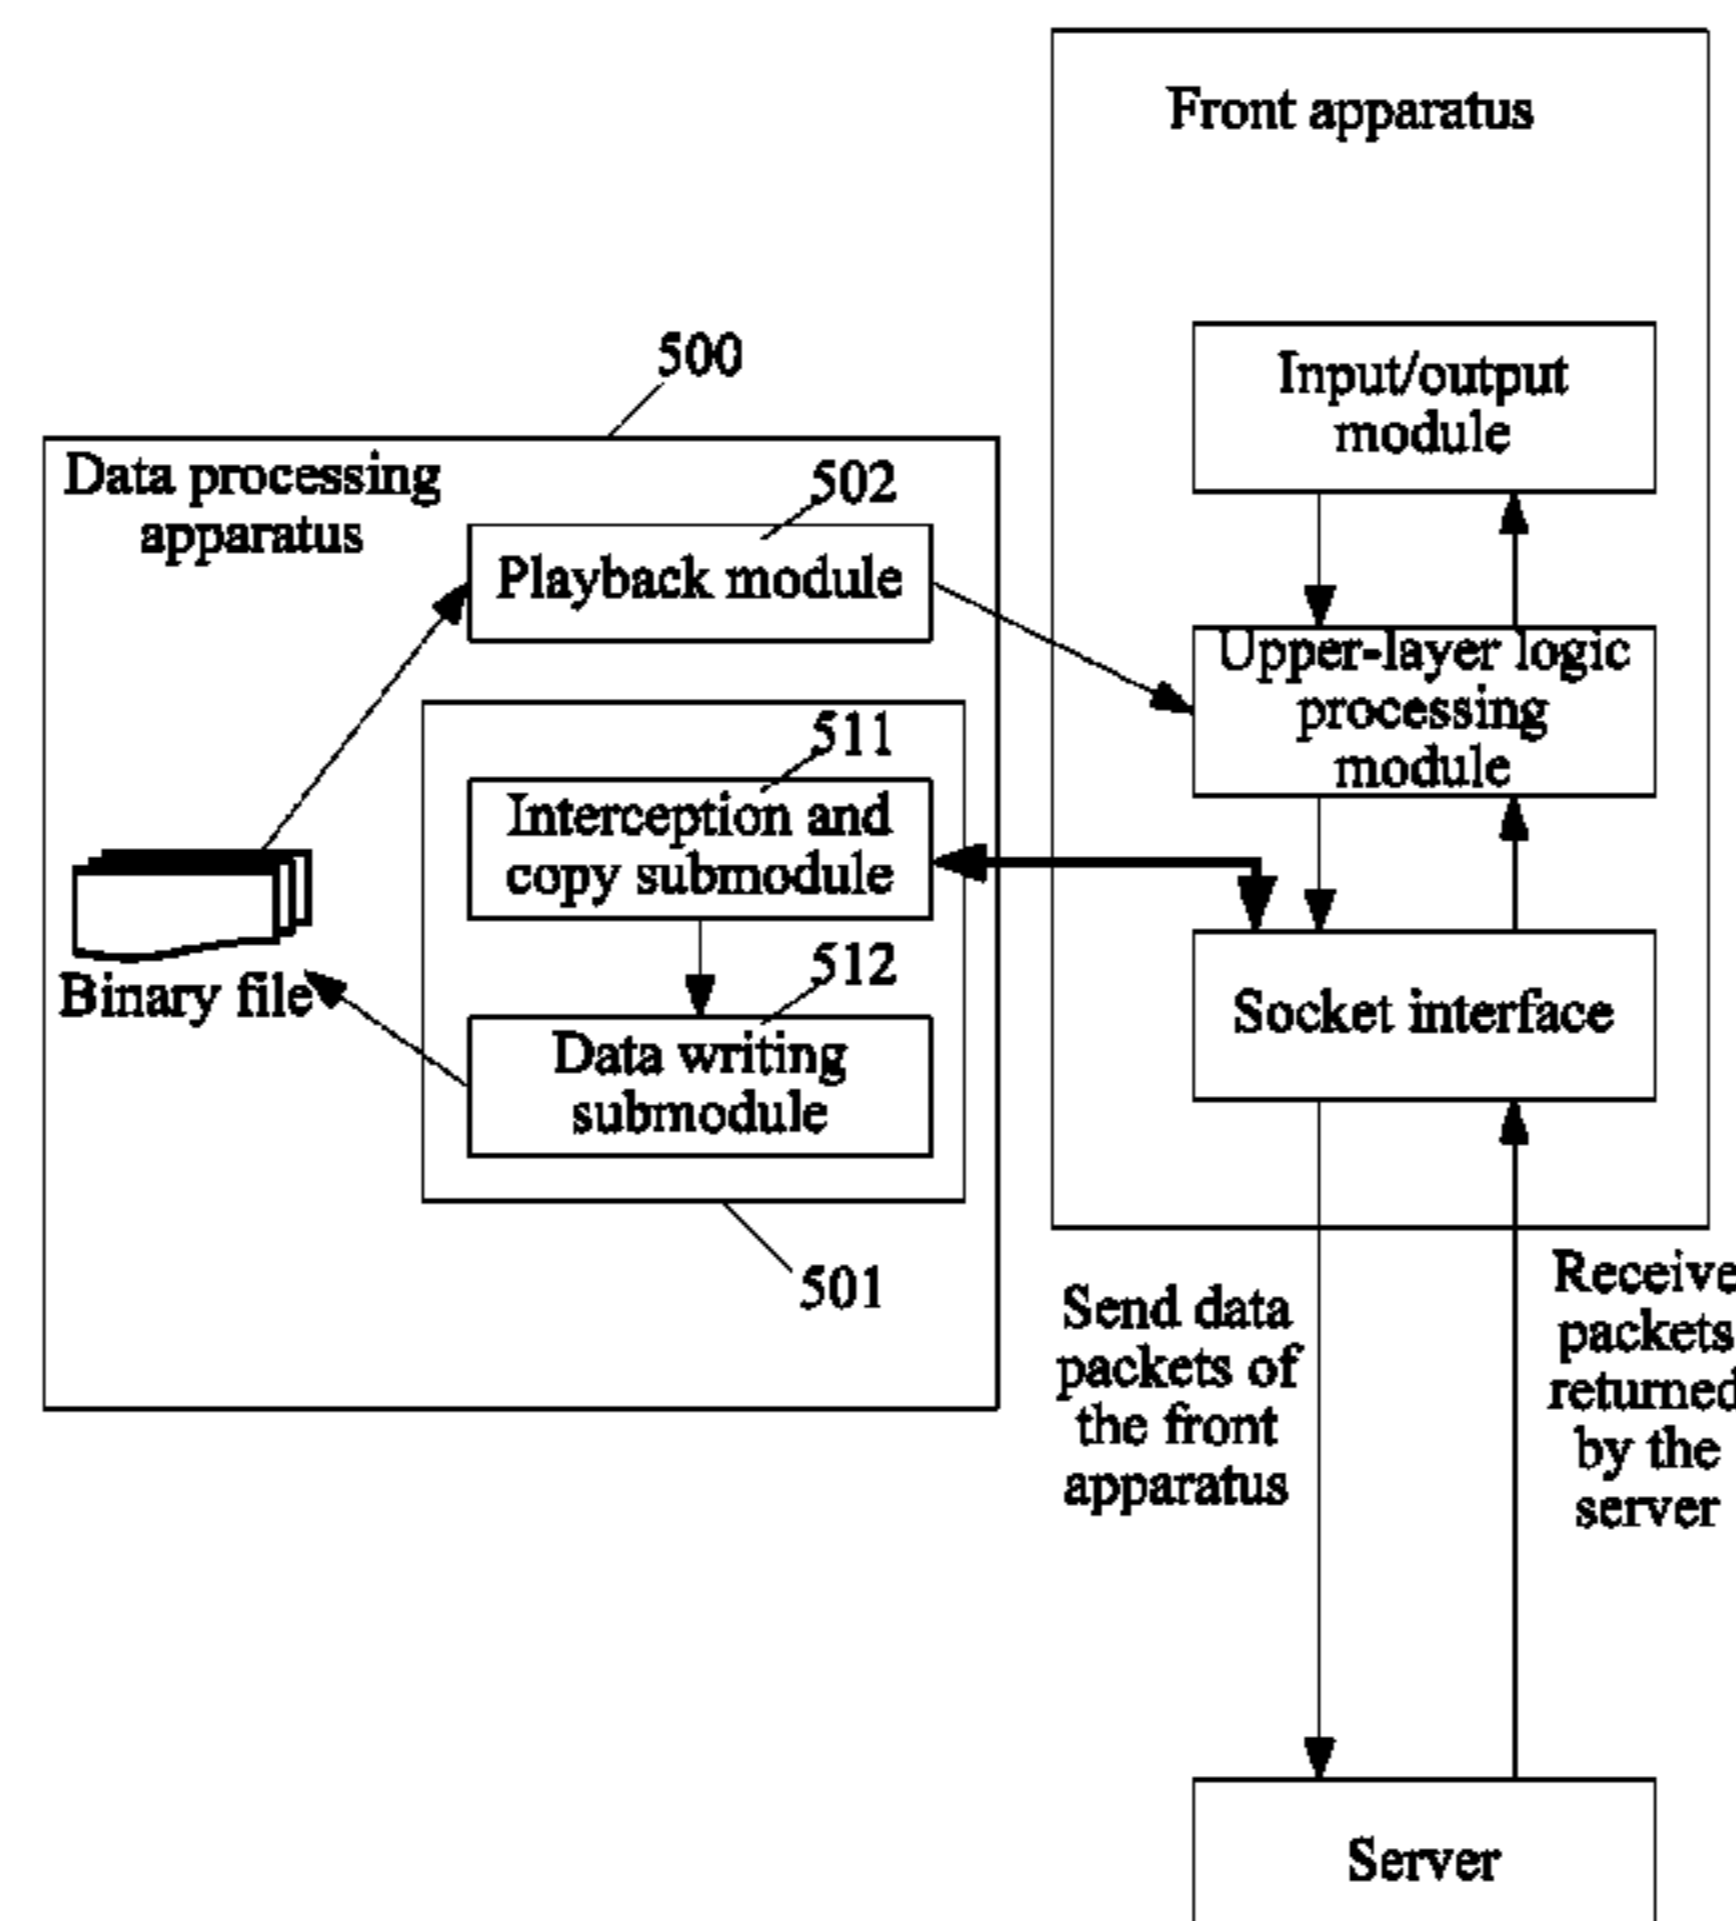 Front apparatus
Input/output
module
500
Data processing
apparatus
502
Playback module
Upper-layer logic
processing
module
511
Interception and
copy submodule
Binary file
512
Data writing
submodule
Socket interface
501
Send data
packets of
the front
apparatus
Receive
packets
returned
by the
server
Server